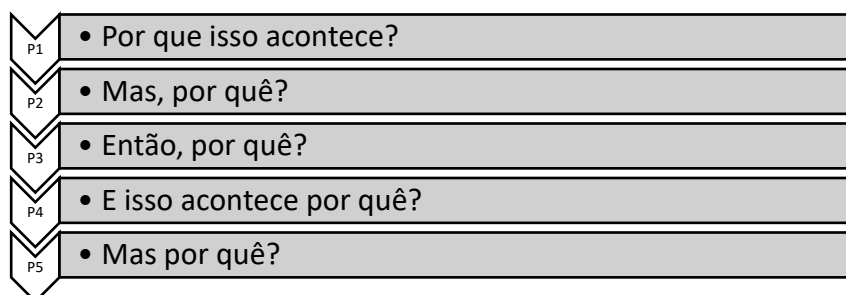 P1 • Por que isso acontece?
P2 • Mas, por quê?
P3 • Então, por quê?
P4 • E isso acontece por quê?
P5 • Mas por quê?